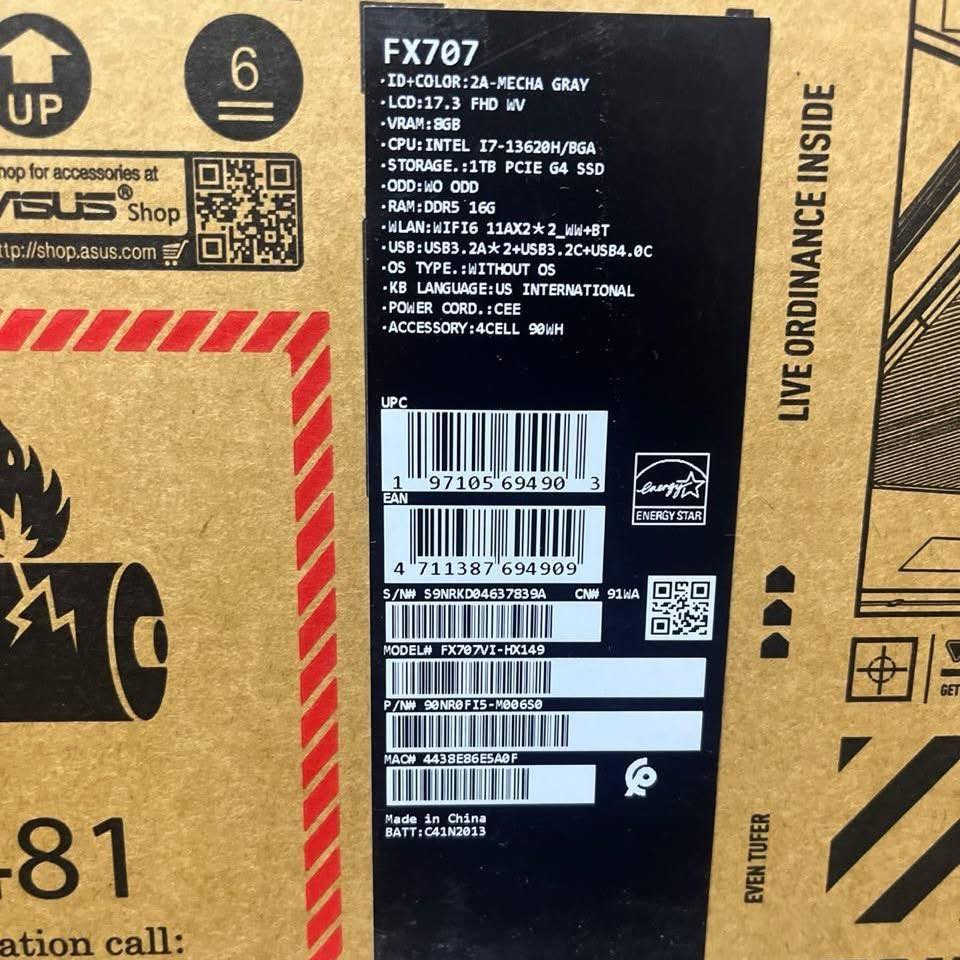 UP
6
hop for accessories at
ASUS® Shop
ttp://shop.asus.com
FX707
·ID+COLOR:2A-MECHA GRAY
·LCD:17.3 FHD WV
·VRAM:8GB
·CPU:INTEL I7-13620H/BGA
·STORAGE.:1TB PCIE G4 SSD
·ODD:WO ODD
·RAM:DDR5 16G
·WLAN:WIFI6 11AX2*2_WW+BT
·USB:USB3.2A*2+USB3.2C+USB4.0C
·OS TYPE.:WITHOUT OS
·KB LANGUAGE:US INTERNATIONAL
·POWER CORD.:CEE
·ACCESSORY:4CELL 90WH
UPC
1 97105 69490 3
EAN
4 711387 694909
ENERGY STAR
S/N# S9NRKD04637839A CN# 91WA
MODEL# FX707VI-HX149
P/N# 90NR0FI5-M006S0
MAC# 4438E86E5A0F
Made in China
BATT:C41N2013
LIVE ORDINANCE INSIDE
GET
EVEN TUFER
481
ation call: